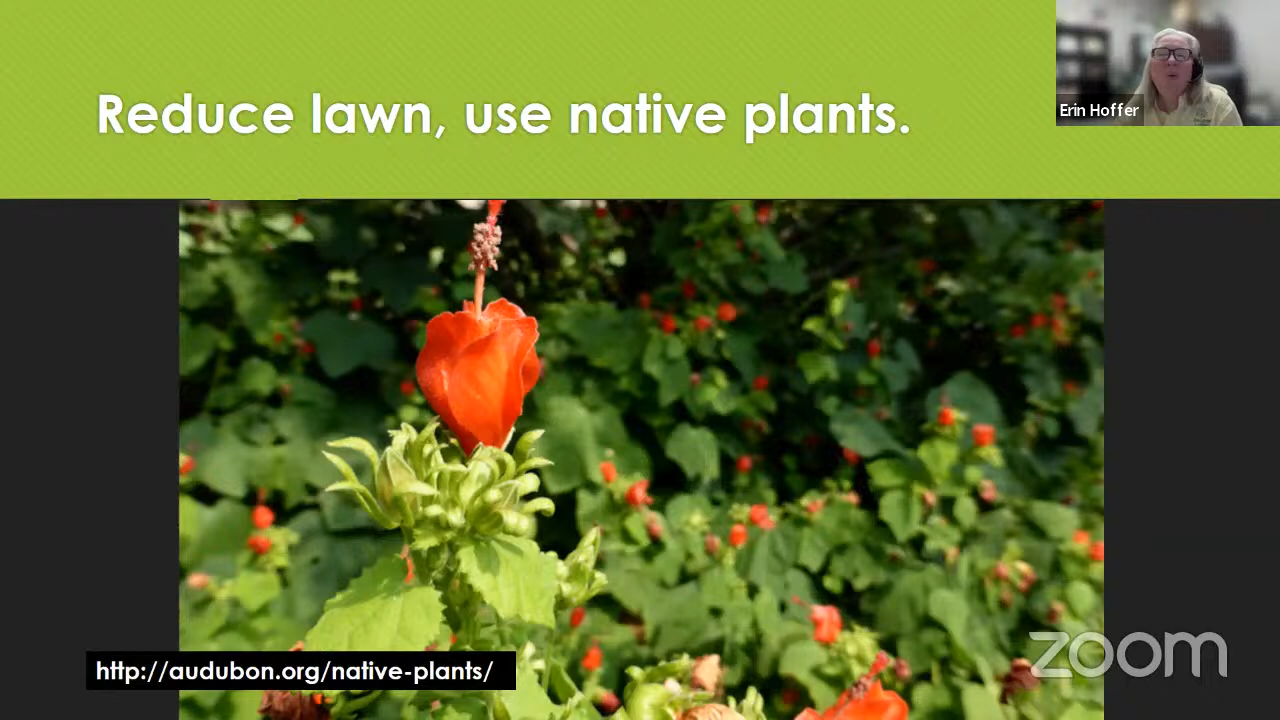 Reduce lawn, use native plants.
Erin Hoffer
http://audubon.org/native-plants/
zoom